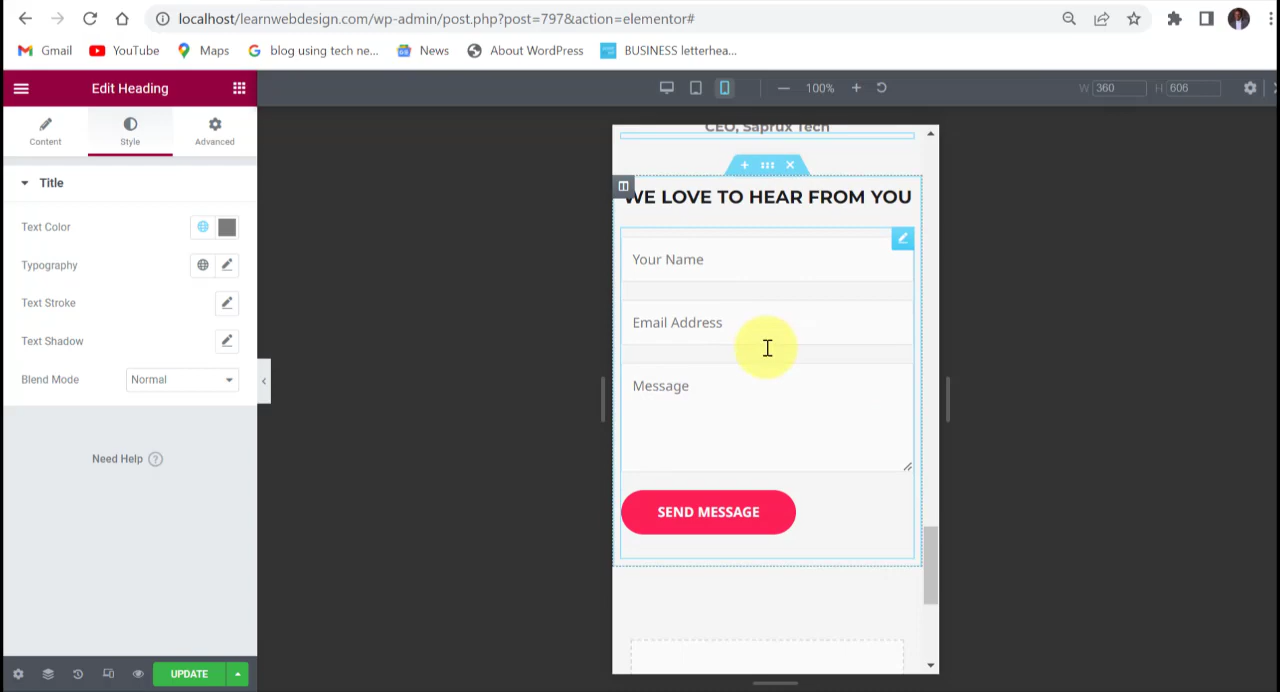 localhost/learnwebdesign.com/wp-admin/post.php?post=797&action=elementor#
Gmail YouTube Maps blog using tech ne... News About WordPress BUSINESS letterhea...
Edit Heading
100%
W 360 H 606
Content Style Advanced
Title
Text Color
Typography
Text Stroke
Text Shadow
Blend Mode Normal
Need Help ?
UPDATE
CEO, Saprux Tech
WE LOVE TO HEAR FROM YOU
Your Name
Email Address
Message
SEND MESSAGE